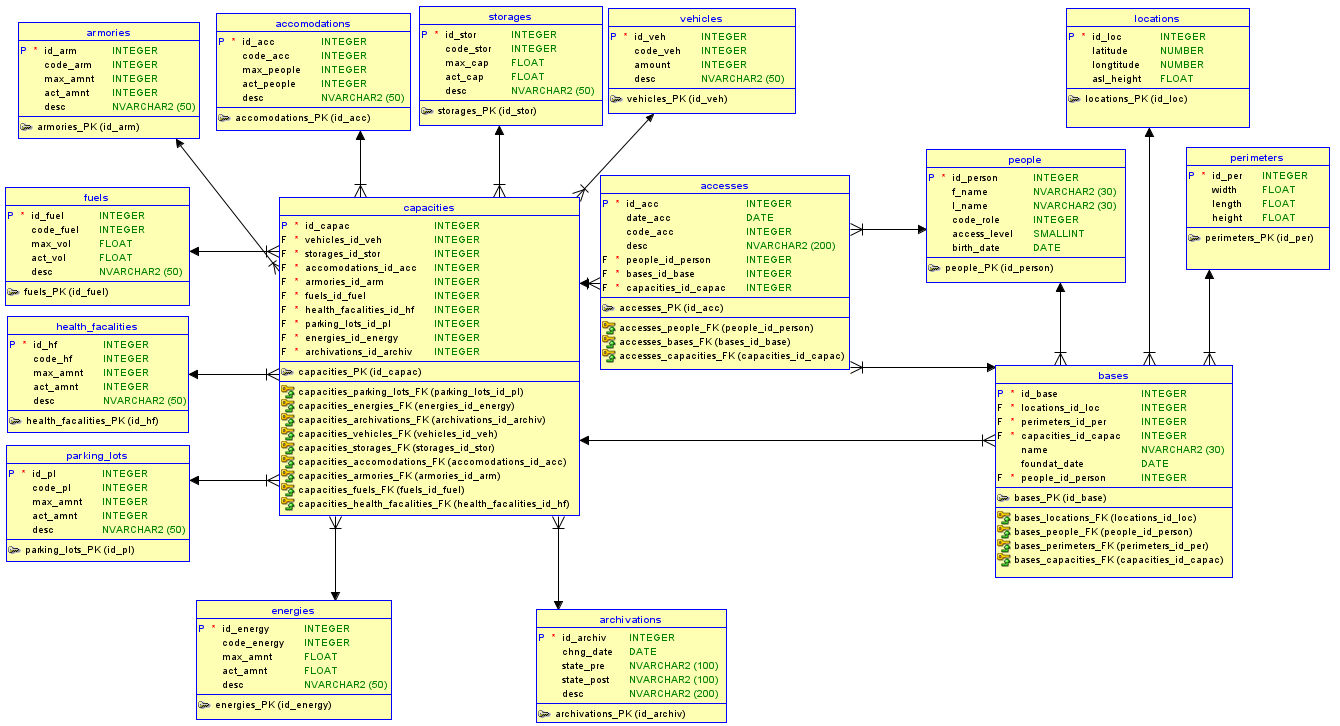 armories
P * id_arm INTEGER
code_arm INTEGER
max_amnt INTEGER
act_amnt INTEGER
desc NVARCHAR2 (50)
armories_PK (id_arm)
accomodations
P * id_acc INTEGER
code_acc INTEGER
max_people INTEGER
act_people INTEGER
desc NVARCHAR2 (50)
accomodations_PK (id_acc)
storages
P * id_stor INTEGER
code_stor INTEGER
max_cap FLOAT
act_cap FLOAT
desc NVARCHAR2 (50)
storages_PK (id_stor)
vehicles
P * id_veh INTEGER
code_veh INTEGER
amount INTEGER
desc NVARCHAR2 (50)
vehicles_PK (id_veh)
locations
P * id_loc INTEGER
latitude NUMBER
longtitude NUMBER
asl_height FLOAT
locations_PK (id_loc)
people
P * id_person INTEGER
f_name NVARCHAR2 (30)
l_name NVARCHAR2 (30)
code_role INTEGER
access_level SMALLINT
birth_date DATE
people_PK (id_person)
perimeters
P * id_per INTEGER
width FLOAT
length FLOAT
height FLOAT
perimeters_PK (id_per)
fuels
P * id_fuel INTEGER
code_fuel INTEGER
max_vol FLOAT
act_vol FLOAT
desc NVARCHAR2 (50)
fuels_PK (id_fuel)
capacities
P * id_capac INTEGER
F * vehicles_id_veh INTEGER
F * storages_id_stor INTEGER
F * accomodations_id_acc INTEGER
F * armories_id_arm INTEGER
F * fuels_id_fuel INTEGER
F * health_facalities_id_hf INTEGER
F * parking_lots_id_pl INTEGER
F * energies_id_energy INTEGER
F * archivations_id_archiv INTEGER
capacities_PK (id_capac)
capacities_parking_lots_FK (parking_lots_id_pl)
capacities_energies_FK (energies_id_energy)
capacities_archivations_FK (archivations_id_archiv)
capacities_vehicles_FK (vehicles_id_veh)
capacities_storages_FK (storages_id_stor)
capacities_accomodations_FK (accomodations_id_acc)
capacities_armories_FK (armories_id_arm)
capacities_fuels_FK (fuels_id_fuel)
capacities_health_facalities_FK (health_facalities_id_hf)
accesses
P * id_acc INTEGER
date_acc DATE
code_acc INTEGER
desc NVARCHAR2 (200)
F * people_id_person INTEGER
F * bases_id_base INTEGER
F * capacities_id_capac INTEGER
accesses_PK (id_acc)
accesses_people_FK (people_id_person)
accesses_bases_FK (bases_id_base)
accesses_capacities_FK (capacities_id_capac)
health_facalities
P * id_hf INTEGER
code_hf INTEGER
max_amnt INTEGER
act_amnt INTEGER
desc NVARCHAR2 (50)
health_facalities_PK (id_hf)
bases
P * id_base INTEGER
F * locations_id_loc INTEGER
F * perimeters_id_per INTEGER
F * capacities_id_capac INTEGER
name NVARCHAR2 (30)
foundat_date DATE
F * people_id_person INTEGER
bases_PK (id_base)
bases_locations_FK (locations_id_loc)
bases_people_FK (people_id_person)
bases_perimeters_FK (perimeters_id_per)
bases_capacities_FK (capacities_id_capac)
parking_lots
P * id_pl INTEGER
code_pl INTEGER
max_amnt INTEGER
act_amnt INTEGER
desc NVARCHAR2 (50)
parking_lots_PK (id_pl)
energies
P * id_energy INTEGER
code_energy INTEGER
max_amnt FLOAT
act_amnt FLOAT
desc NVARCHAR2 (50)
energies_PK (id_energy)
archivations
P * id_archiv INTEGER
chng_date DATE
state_pre NVARCHAR2 (100)
state_post NVARCHAR2 (100)
desc NVARCHAR2 (200)
archivations_PK (id_archiv)